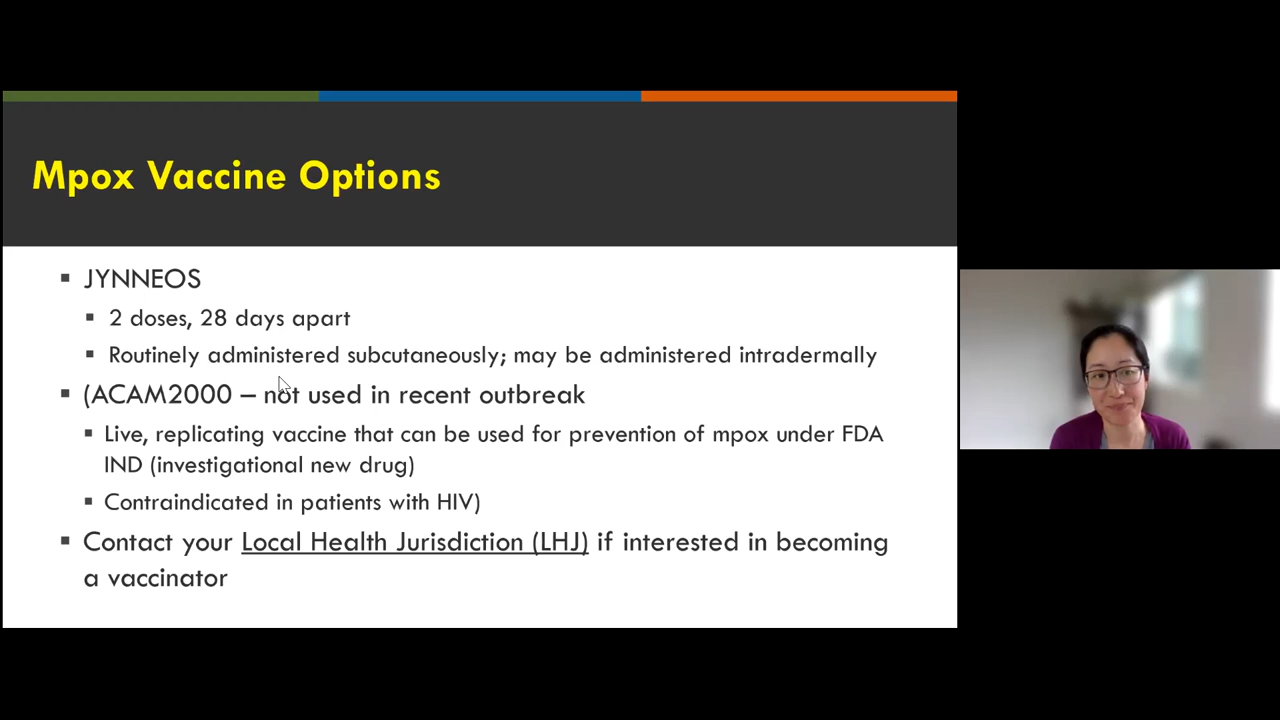 Mpox Vaccine Options
JYNNEOS
2 doses, 28 days apart
Routinely administered subcutaneously; may be administered intradermally
(ACAM2000 – not used in recent outbreak
Live, replicating vaccine that can be used for prevention of mpox under FDA
IND (investigational new drug)
Contraindicated in patients with HIV)
Contact your Local Health Jurisdiction (LHJ) if interested in becoming
a vaccinator